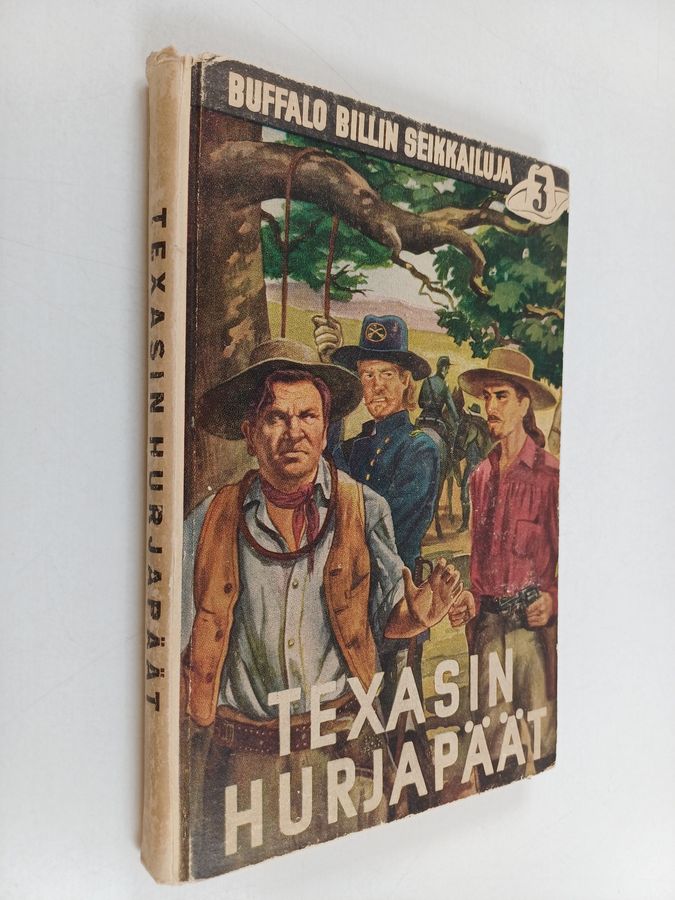 BUFFALO BILLIN SEIKKAILUJA
3
TEXASIN
HURJAPÄÄT
TEXASIN HURJAPÄÄT